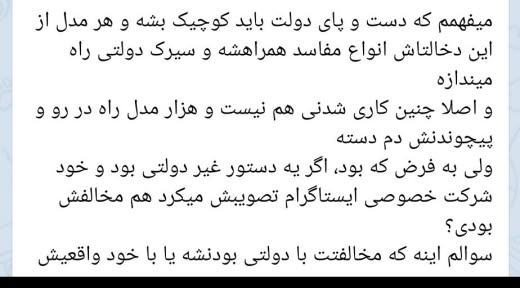 میفهمم که دست و پای دولت باید کوچیک بشه و هر مدل از
این دخالتاش انواع مفاسد همراهشه و سیرک دولتی راه
میندازه
و اصلا چنین کاری شدنی هم نیست و هزار مدل راه در رو و
پیچوندنش دم دسته
ولی به فرض که بود، اگر یه دستور غیر دولتی بود و خود
شرکت خصوصی ایستاگرام تصویبش میکرد هم مخالفش
بودی؟
سوالم اینه که مخالفتت با دولتی بودنشه یا با خود واقعیش